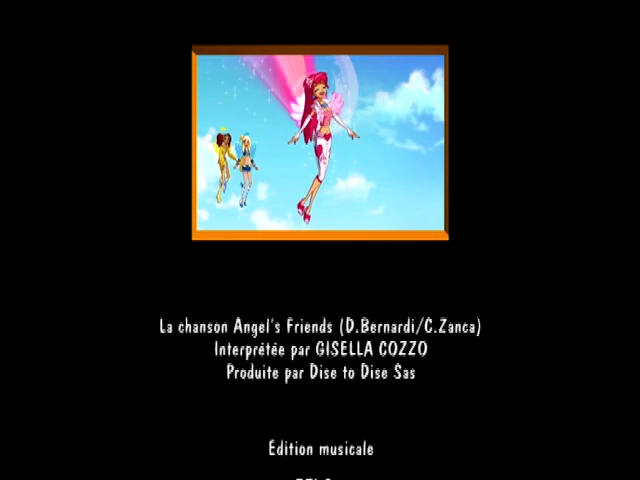 La chanson Angel's Friends (D.Bernardi/C.Zanca)
Interprétée par GISELLA COZZO
Produite par Dise to Dise Sas
Édition musicale